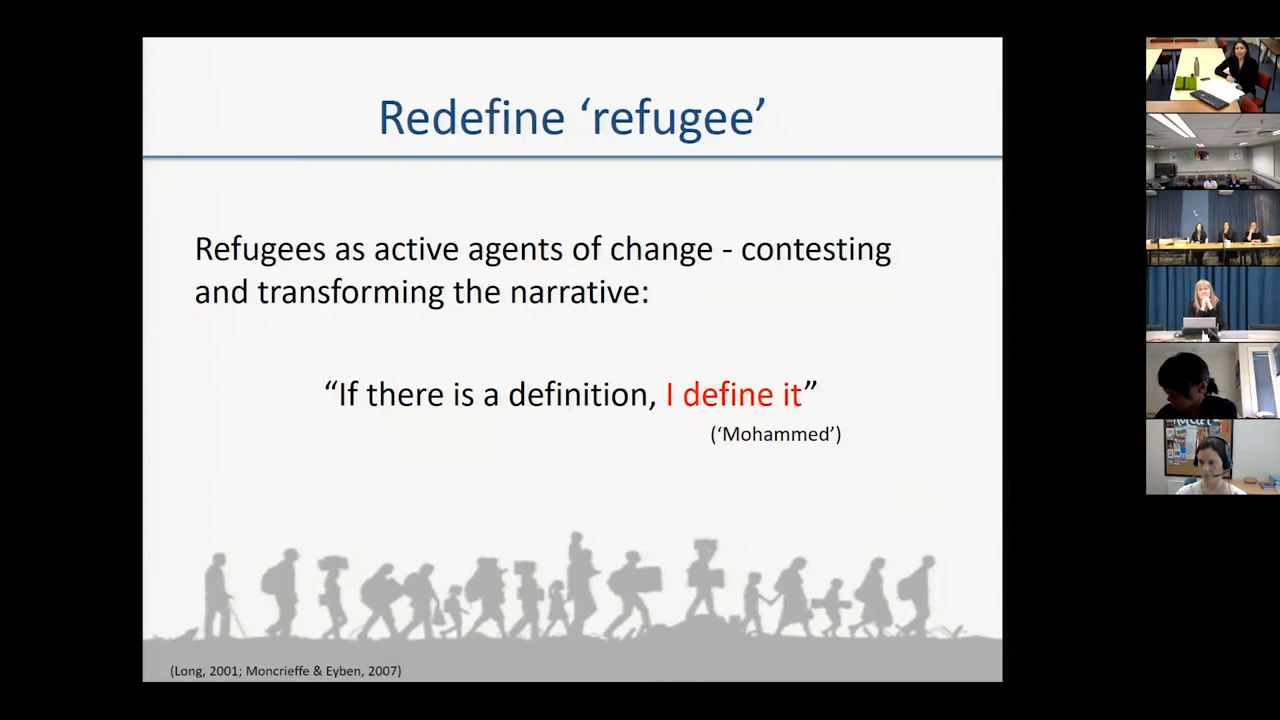 Redefine ‘refugee’
Refugees as active agents of change - contesting
and transforming the narrative:
“If there is a definition, I define it”
(‘Mohammed’)
(Long, 2001; Moncrieffe & Eyben, 2007)